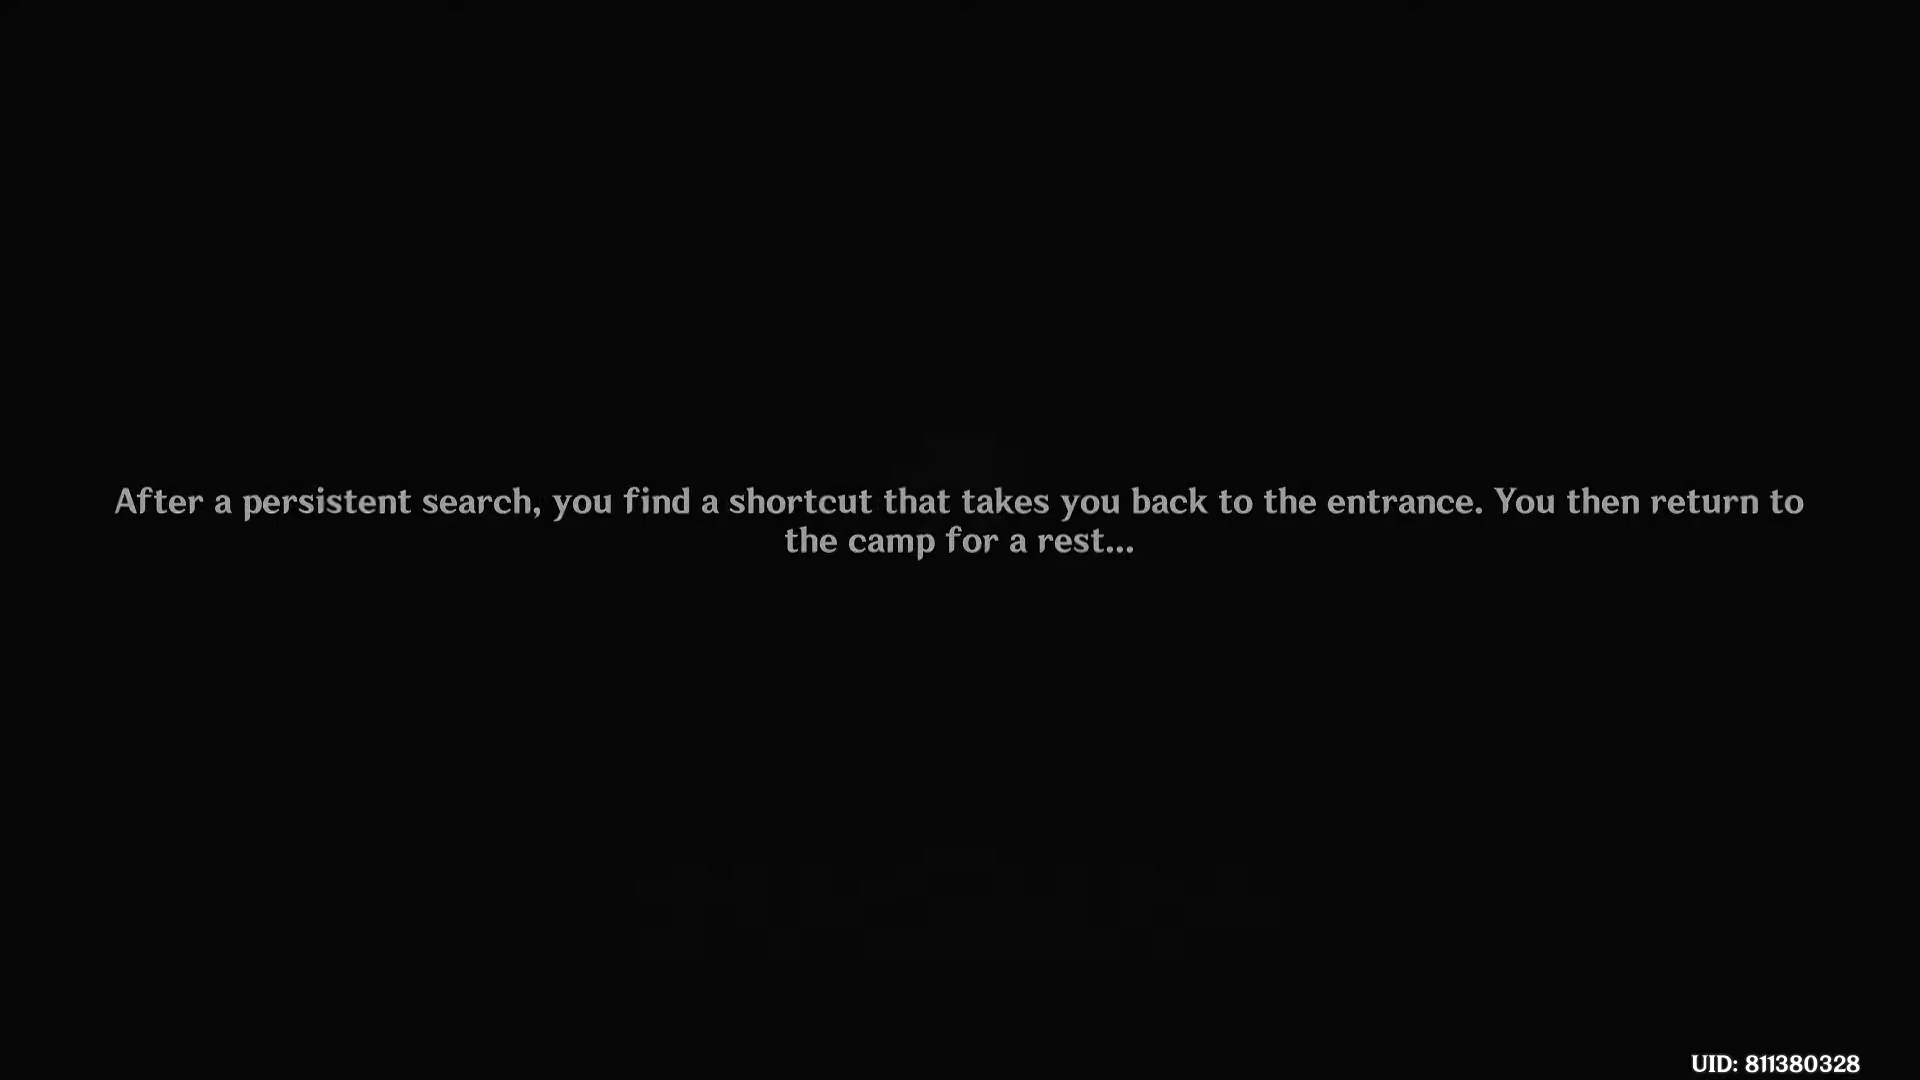 After a persistent search, you find a shortcut that takes you back to the entrance. You then return to
the camp for a rest...
UID: 811380328